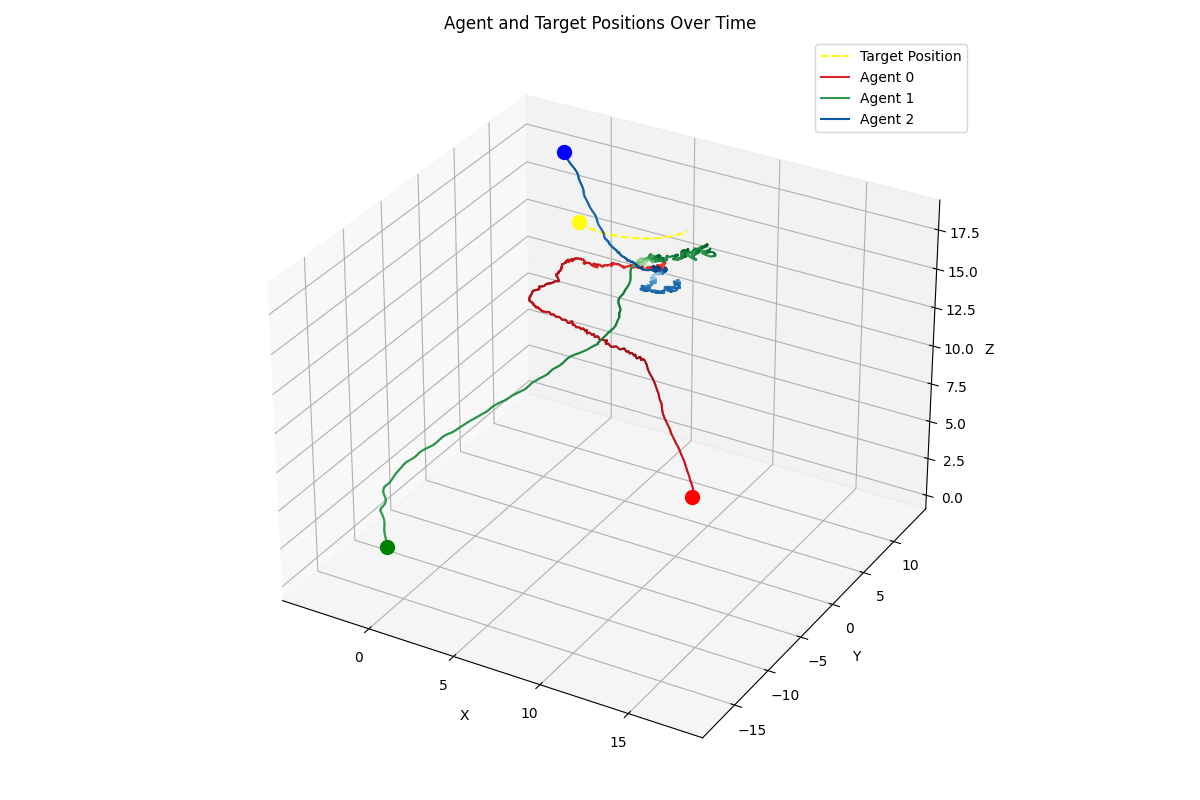 Agent and Target Positions Over Time
Target Position
Agent 0
Agent 1
Agent 2
17.5
15.0
12.5
10.0
Z
7.5
5.0
2.5
0.0
10
5
0
Y
−5
−10
−15
0
5
X
10
15